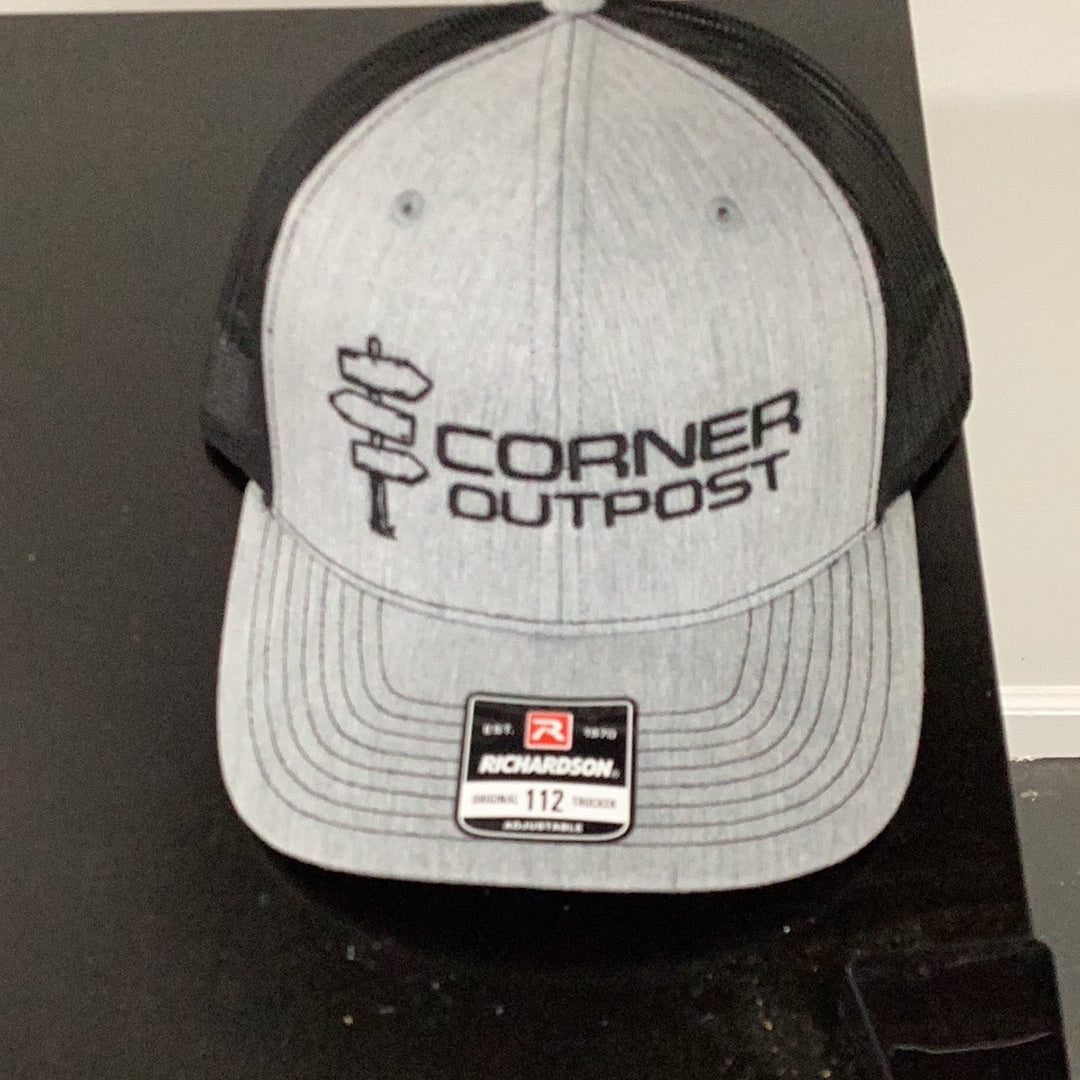 CORNER
OUTPOST
EST. R 1970
RICHARDSON®
ORIGINAL 112 TRUCKER
ADJUSTABLE